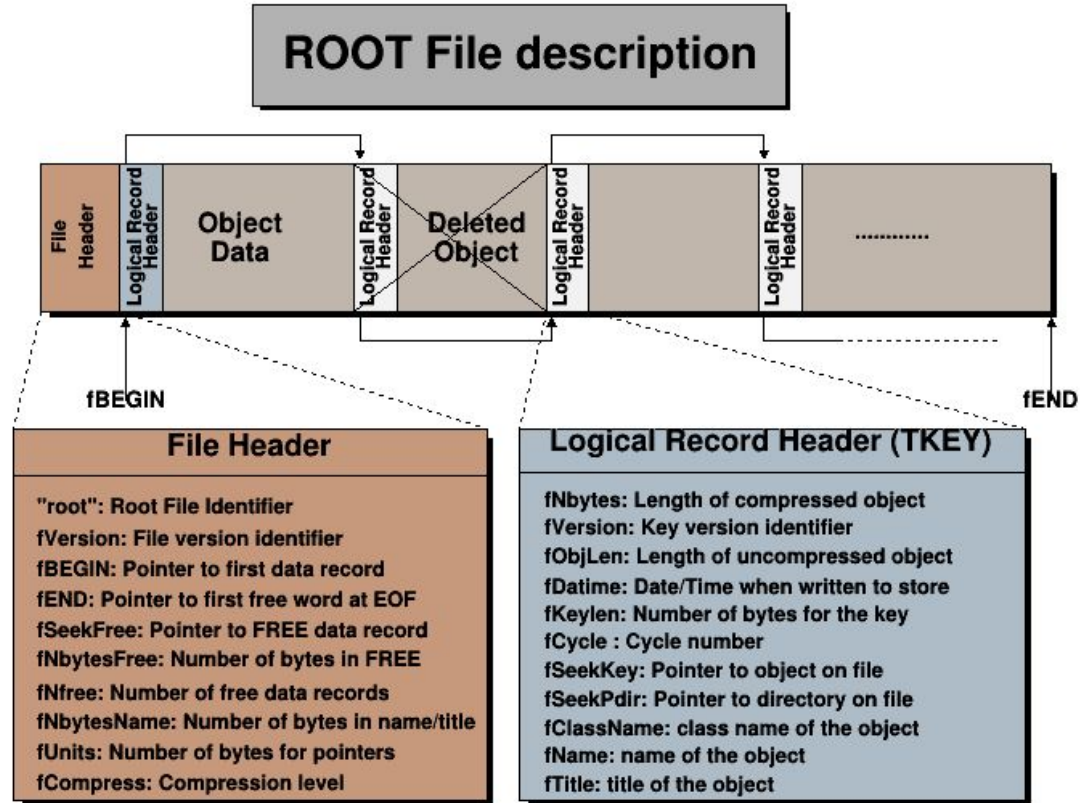 ROOT File description
File
Header
Logical Record
Header
Object
Data
Logical Record
Header
Deleted
Object
Logical Record
Header
Logical Record
Header
............
fBEGIN
fEND
File Header
"root": Root File Identifier
fVersion: File version identifier
fBEGIN: Pointer to first data record
fEND: Pointer to first free word at EOF
fSeekFree: Pointer to FREE data record
fNbytesFree: Number of bytes in FREE
fNfree: Number of free data records
fNbytesName: Number of bytes in name/title
fUnits: Number of bytes for pointers
fCompress: Compression level
Logical Record Header (TKEY)
fNbytes: Length of compressed object
fVersion: Key version identifier
fObjLen: Length of uncompressed object
fDatime: Date/Time when written to store
fKeylen: Number of bytes for the key
fCycle : Cycle number
fSeekKey: Pointer to object on file
fSeekPdir: Pointer to directory on file
fClassName: class name of the object
fName: name of the object
fTitle: title of the object